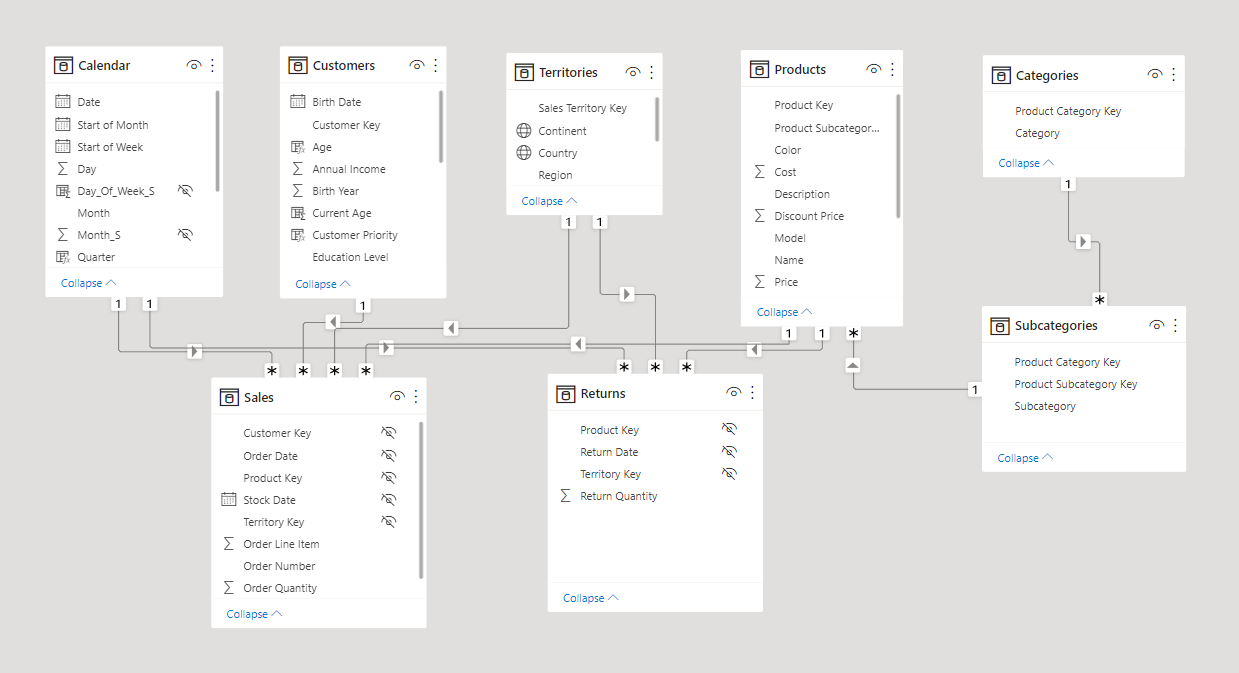 Calendar
Date
Start of Month
Start of Week
Day
Day_Of_Week_S
Month
Month_S
Quarter
Collapse
1
1
Customers
Birth Date
Customer Key
Age
Annual Income
Birth Year
Current Age
Customer Priority
Education Level
Collapse
1
Territories
Sales Territory Key
Continent
Country
Region
Collapse
1
1
Products
Product Key
Product Subcategor...
Color
Cost
Description
Discount Price
Model
Name
Price
Collapse
1
1
*
Categories
Product Category Key
Category
Collapse
1
*
Subcategories
Product Category Key
Product Subcategory Key
Subcategory
Collapse
1
* * * *
Sales
Customer Key
Order Date
Product Key
Stock Date
Territory Key
Order Line Item
Order Number
Order Quantity
Collapse
* * *
Returns
Product Key
Return Date
Territory Key
Return Quantity
Collapse